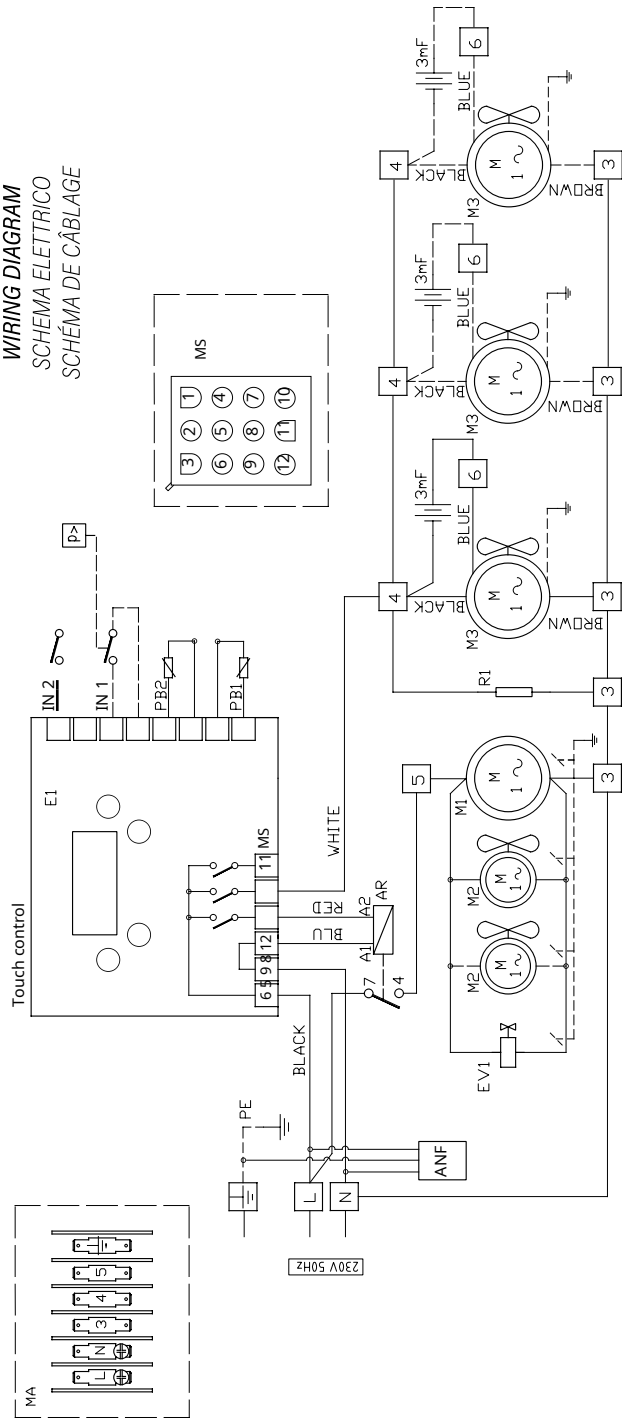 WIRING DIAGRAM
SCHEMA ELETTRICO
SCHÉMA DE CÂBLAGE
MA
L
N
3
4
5
Touch control
E1
IN 2
IN 1
P>
PB2
PB1
6
5
9
8
12
11
MS
MS
3 2 1
6 5 4
9 8 7
12 11 10
PE
L
N
230V 50Hz
ANF
BLACK
BLU
RED
WHITE
A1
A2
AR
7
4
5
EV1
M2
M
1
M2
M
1
M1
M
1
3
R1
3
4
BLACK
3mF
BLUE
6
M3
M
1
BROWN
3
4
BLACK
3mF
BLUE
6
M3
M
1
BROWN
3
4
BLACK
3mF
BLUE
6
M3
M
1
BROWN
3